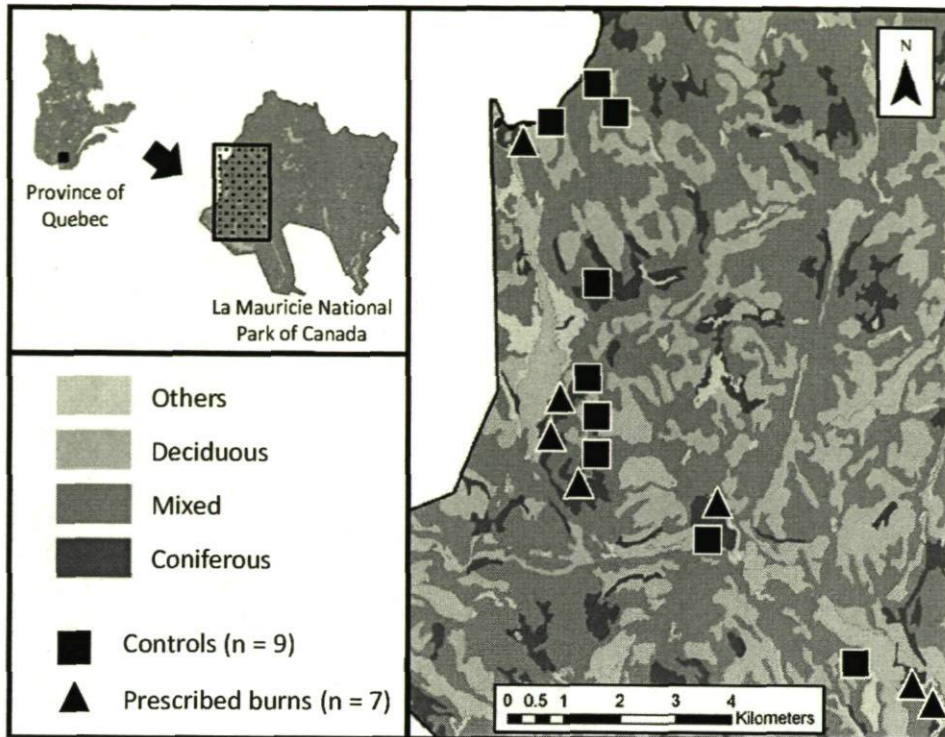 Province of
Quebec
La Mauricie National
Park of Canada
Others
Deciduous
Mixed
Coniferous
Controls (n = 9)
Prescribed burns (n = 7)
N
0 0.5 1 2 3 4
Kilometers